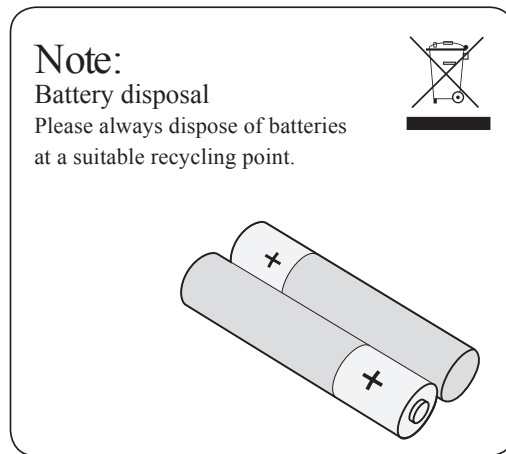 Note:
Battery disposal
Please always dispose of batteries
at a suitable recycling point.
+
+